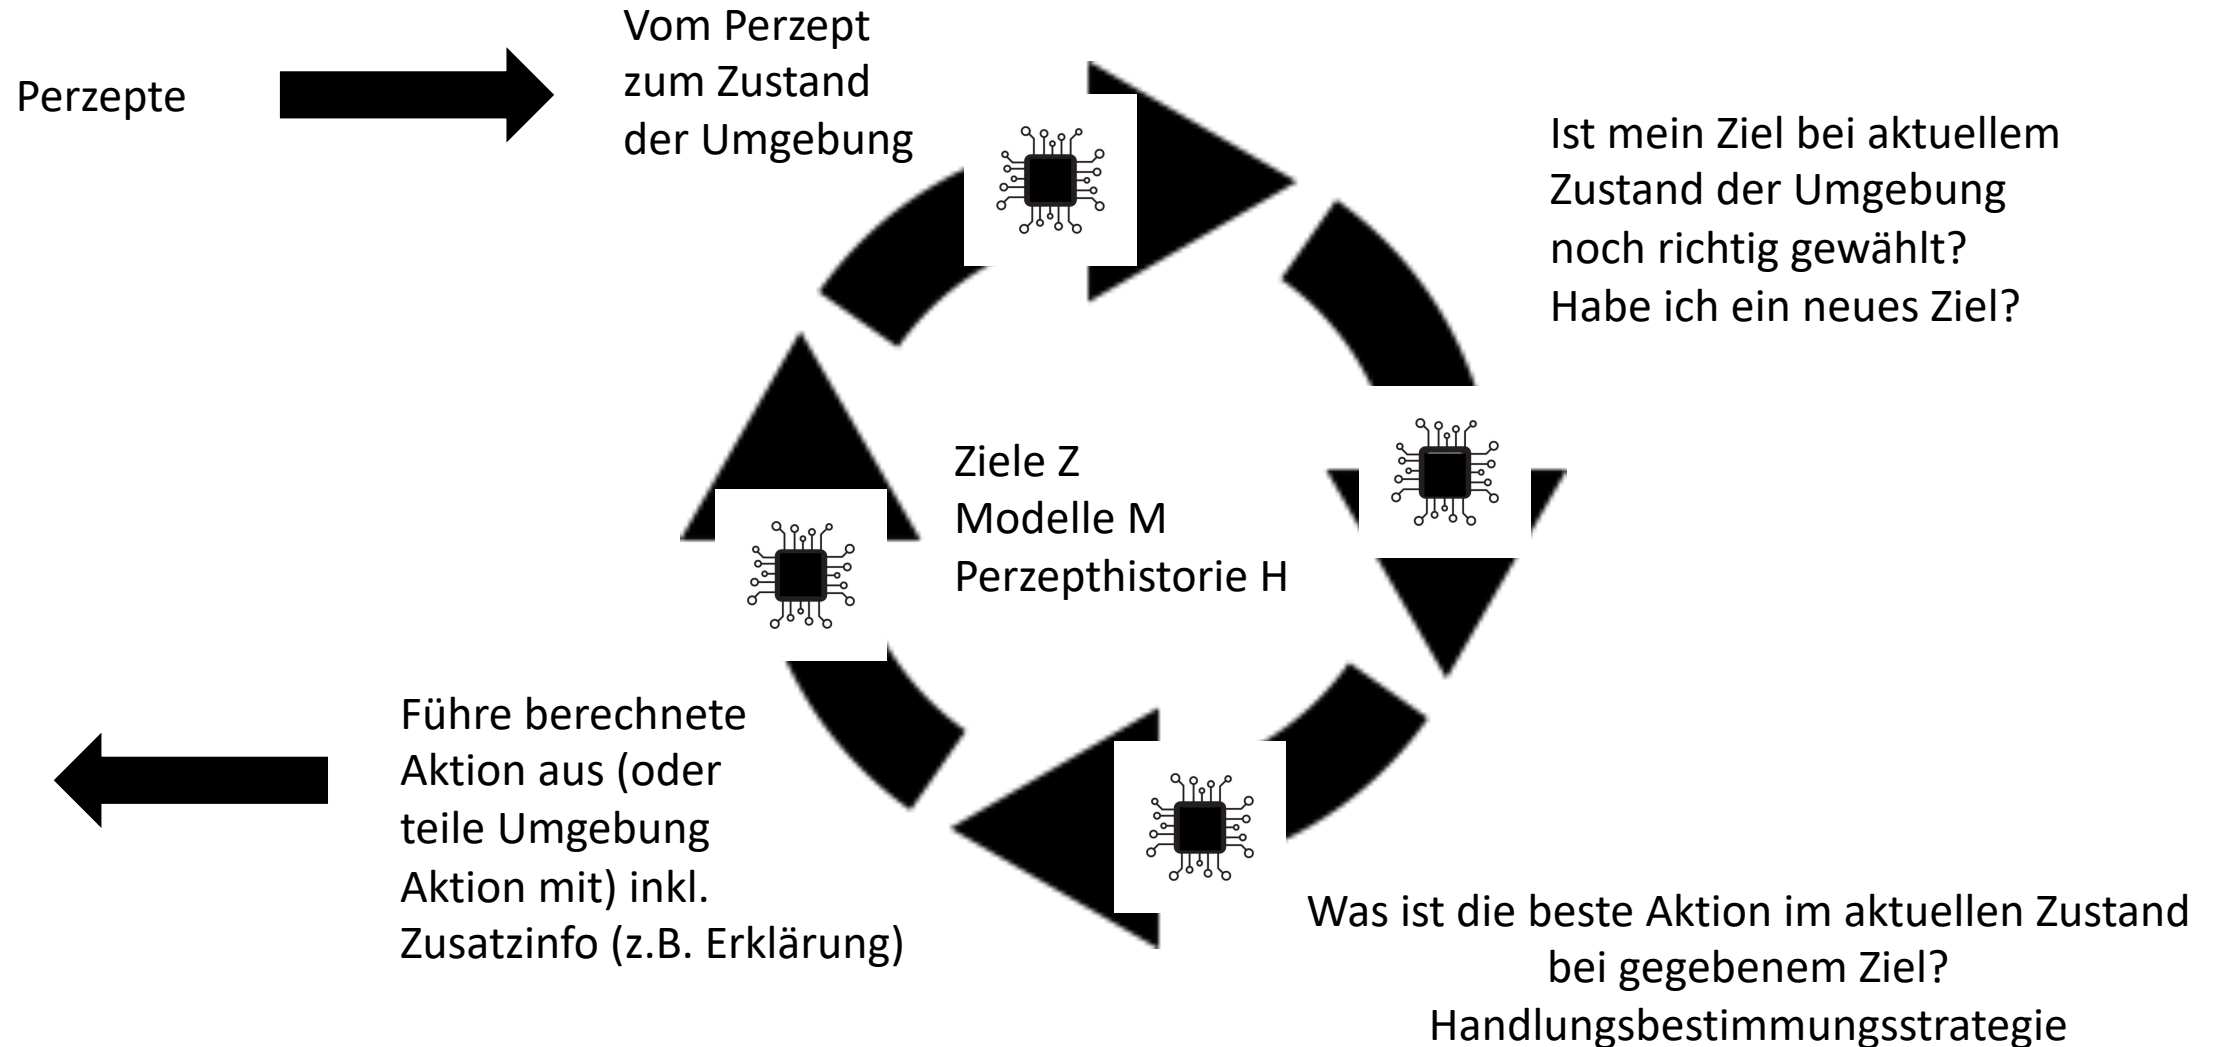 Perzepte
Vom Perzept
zum Zustand
der Umgebung
Ist mein Ziel bei aktuellem
Zustand der Umgebung
noch richtig gewählt?
Habe ich ein neues Ziel?
Ziele Z
Modelle M
Perzepthistorie H
Führe berechnete
Aktion aus (oder
teile Umgebung
Aktion mit) inkl.
Zusatzinfo (z.B. Erklärung)
Was ist die beste Aktion im aktuellen Zustand
bei gegebenem Ziel?
Handlungsbestimmungsstrategie